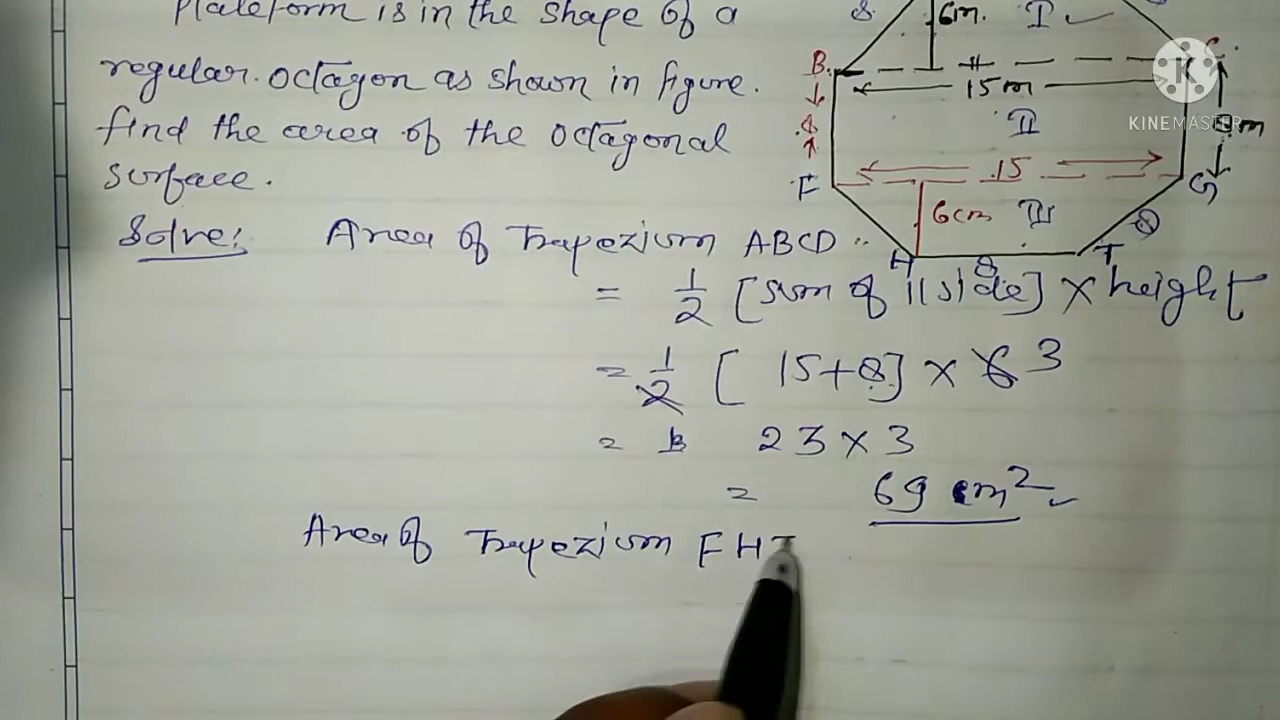 Plateform is in the shape of a
regular octagon as shown in figure.
find the area of the octagonal
surface.
Solve: Area of Trapezium ABCD
= 1/2 [sum of || side] × height
= 1/2 [15+8] × 6 3
= 23 × 3
= 69 cm²
Area of Trapezium FHT
8
6m. I
B C
15m
8 II m
F 15 G
6cm III
H 8 T
KINEMASTER
K